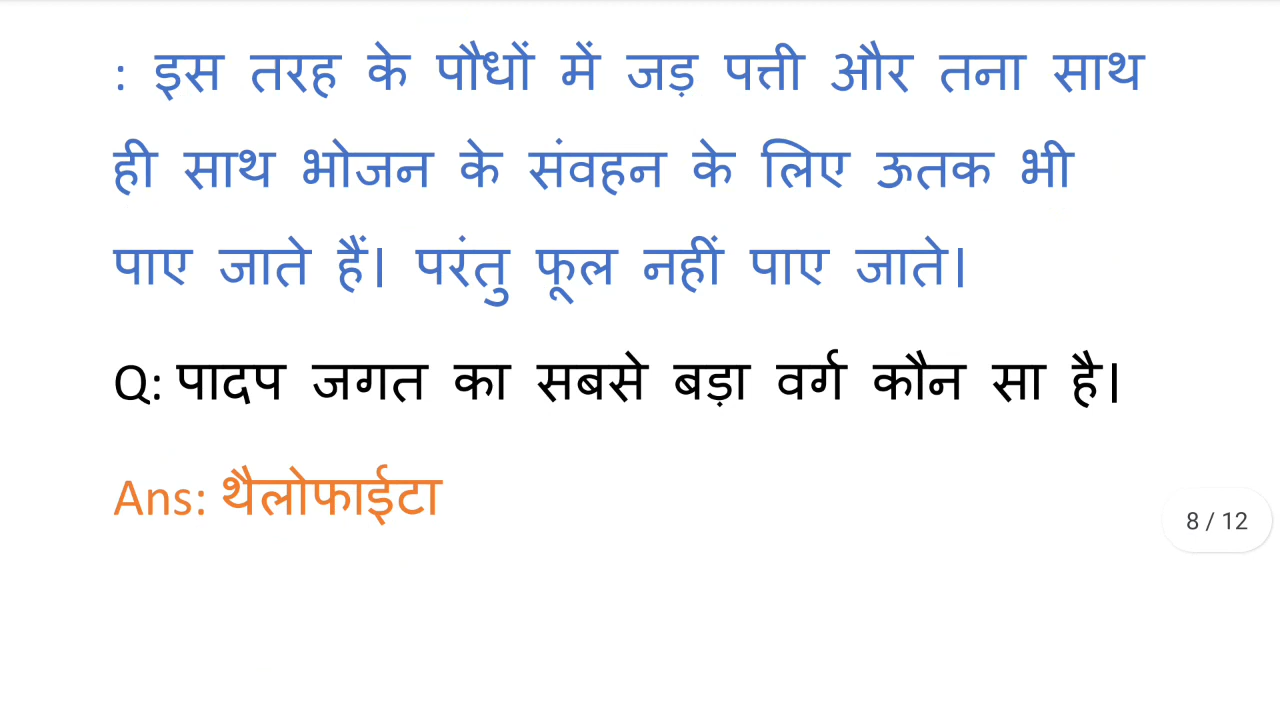 : इस तरह के पौधों में जड़ पत्ती और तना साथ
ही साथ भोजन के संवहन के लिए ऊतक भी
पाए जाते हैं। परंतु फूल नहीं पाए जाते।
Q: पादप जगत का सबसे बड़ा वर्ग कौन सा है।
Ans: थैलोफाईटा
8 / 12